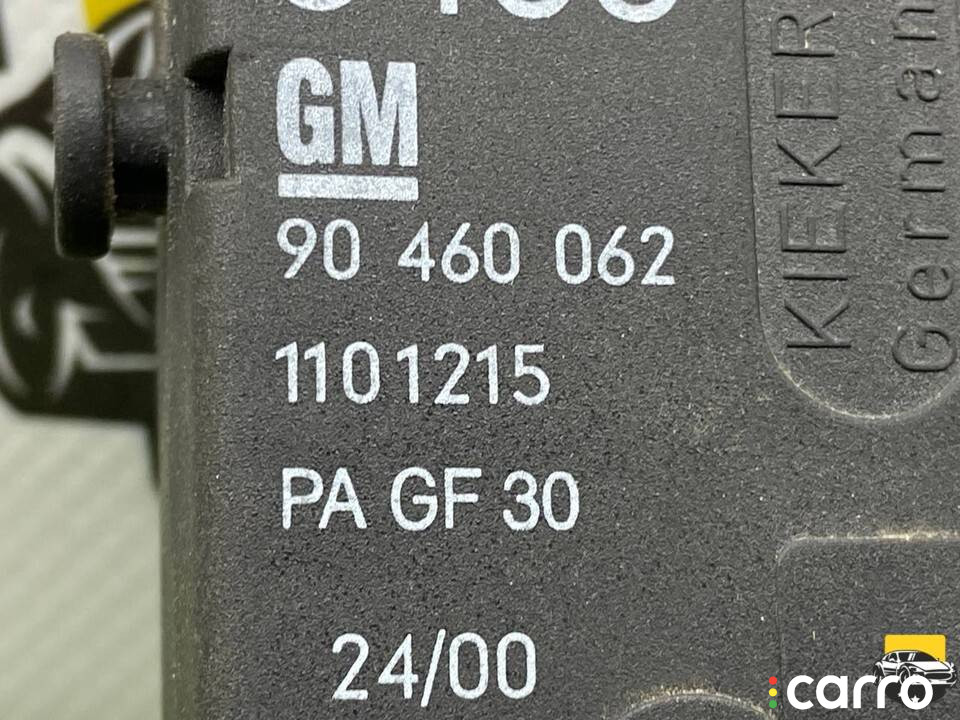 GM
90 460 062
1101215
PA GF 30
24/00
KIEKER
German
carro